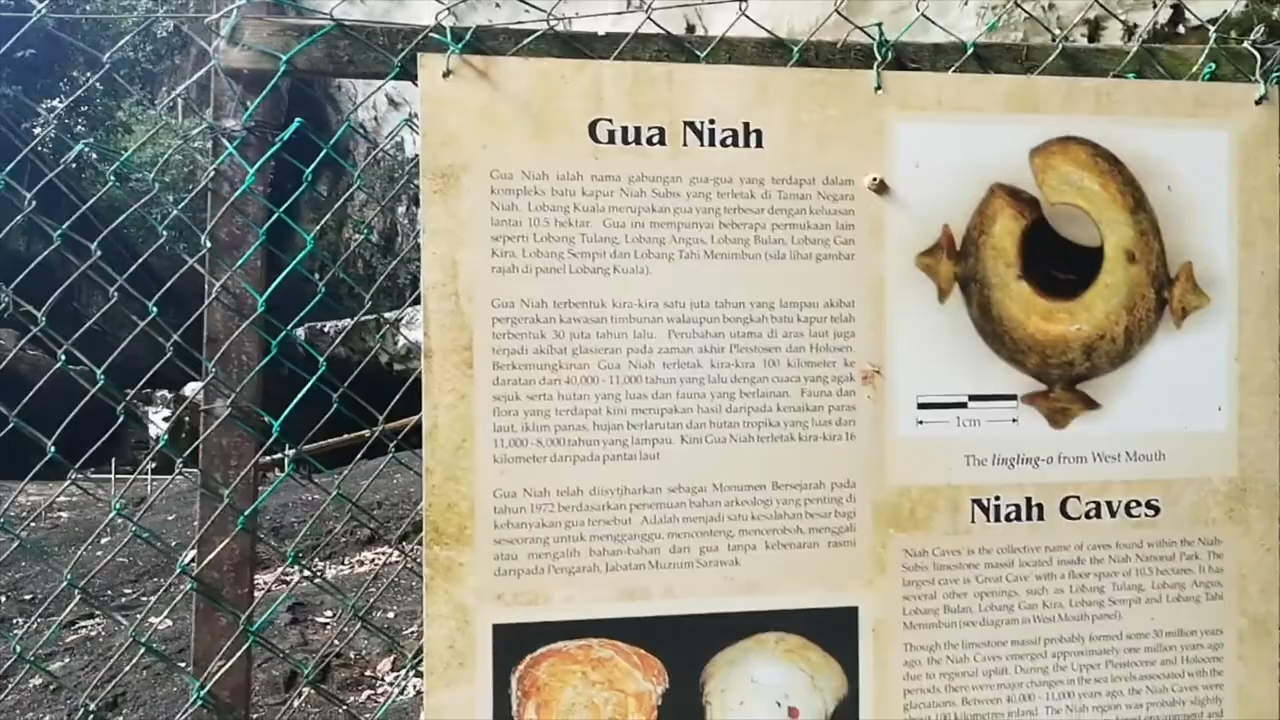 Gua Niah
Gua Niah ialah nama gabungan gua-gua yang terdapat dalam
kompleks batu kapur Niah Subis yang terletak di Taman Negara
Niah. Lobang Kuala merupakan gua yang terbesar dengan keluasan
lantai 10.5 hektar. Gua ini mempunyai beberapa permukaan lain
seperti Lobang Tulang, Lobang Angus, Lobang Bulan, Lobang Gan
Kira, Lobang Sempit dan Lobang Tahi Menimbun (sila lihat gambar
rajah di panel Lobang Kuala).
Gua Niah terbentuk kira-kira satu juta tahun yang lampau akibat
pergerakan kawasan timbunan walaupun bongkah batu kapur telah
terbentuk 30 juta tahun lalu. Perubahan utama di aras laut juga
terjadi akibat glasieran pada zaman akhir Pleistosen dan Holosen.
Berkemungkinan Gua Niah terletak kira-kira 100 kilometer ke
daratan dari 40,000 - 11,000 tahun yang lalu dengan cuaca yang agak
sejuk serta hutan yang luas dan fauna yang berlainan. Fauna dan
flora yang terdapat kini merupakan hasil daripada kenaikan paras
laut, iklim panas, hujan berlarutan dan hutan tropika yang luas dari
11,000 - 8,000 tahun yang lampau. Kini Gua Niah terletak kira-kira 16
kilometer daripada pantai laut
Gua Niah telah diisytiharkan sebagai Monumen Bersejarah pada
tahun 1972 berdasarkan penemuan bahan arkeologi yang penting di
kebanyakan gua tersebut. Adalah menjadi satu kesalahan besar bagi
seseorang untuk mengganggu, menconteng, menceroboh, menggali
atau mengalih bahan-bahan dari gua tanpa kebenaran rasmi
daripada Pengarah, Jabatan Muzium Sarawak
1cm
The lingling-o from West Mouth
Niah Caves
'Niah Caves' is the collective name of caves found within the Niah-
Subis limestone massif located inside the Niah National Park. The
largest cave is 'Great Cave' with a floor space of 10.5 hectares. It has
several other openings, such as Lobang Tulang, Lobang Angus,
Lobang Bulan, Lobang Gan Kira, Lobang Sempit and Lobang Tahi
Menimbun (see diagram in West Mouth panel).
Though the limestone massif probably formed some 30 million years
ago, the Niah Caves emerged approximately one million years ago
due to regional uplift. During the Upper Pleistocene and Holocene
periods, there were major changes in the sea levels associated with the
glaciations. Between 40,000 - 11,000 years ago, the Niah Caves were
about 100 kilometres inland. The Niah region was probably slightly